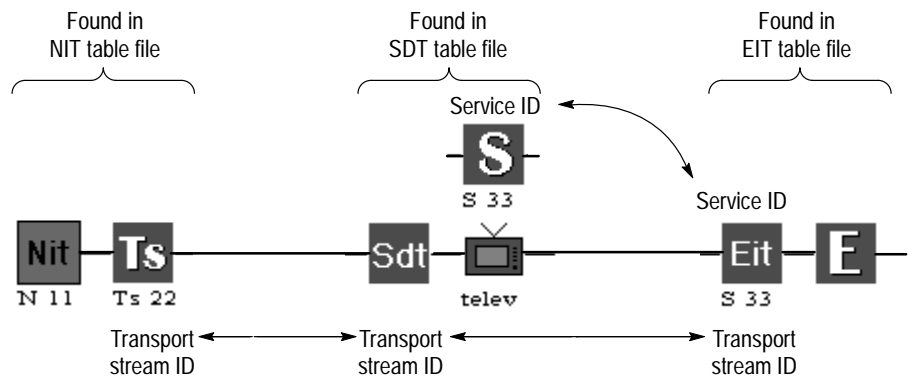 Found in
NIT table file
Found in
SDT table file
Found in
EIT table file
Service ID
S
S 33
Service ID
Nit
Ts
Sdt
Eit
E
N 11
Ts 22
telev
S 33
Transport
stream ID
Transport
stream ID
Transport
stream ID